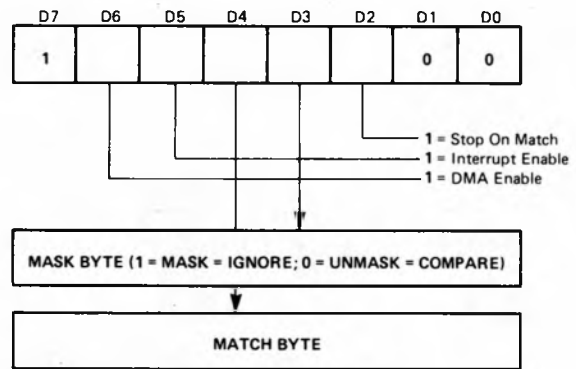 D7 D6 D5 D4 D3 D2 D1 D0
1 0 0
1 = Stop On Match
1 = Interrupt Enable
1 = DMA Enable
MASK BYTE (1 = MASK = IGNORE; 0 = UNMASK = COMPARE)
MATCH BYTE